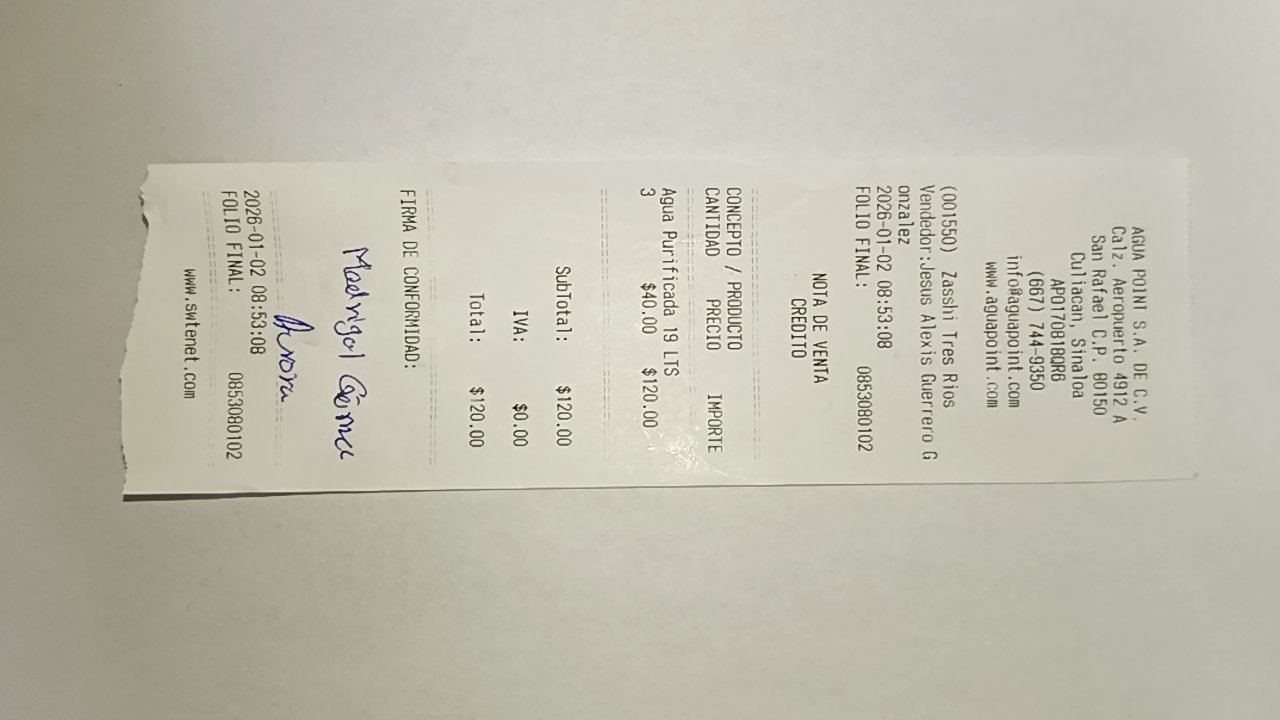 AGUA POINT S.A. DE C.V.
Calz. Aeropuerto 4912 A
San Rafael C.P. 80150
Culiacan, Sinaloa
APO170818QR6
(667) 744-9350
info@aguapoint.com
www.aguapoint.com
(001550) Zasshi Tres Rios
Vendedor:Jesus Alexis Guerrero G
onzalez
2026-01-02 08:53:08
FOLIO FINAL: 0853080102
NOTA DE VENTA
CREDITO
CONCEPTO / PRODUCTO
CANTIDAD PRECIO IMPORTE
Agua Purificada 19 LTS
3 $40.00 $120.00
SubTotal: $120.00
IVA: $0.00
Total: $120.00
FIRMA DE CONFORMIDAD:
Madrigal
2026-01-02 08:53:08
FOLIO FINAL: 0853080102
www.swtenet.com